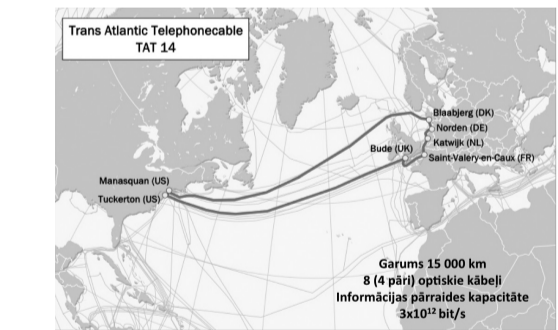 Trans Atlantic Telephonecable
TAT 14
Blaabjerg (DK)
Norden (DE)
Katwijk (NL)
Bude (UK)
Saint-Valery-en-Caux (FR)
Manasquan (US)
Tuckerton (US)
Garums 15 000 km
8 (4 pāri) optiskie kābeļi
Informācijas pārraides kapacitāte
3x10¹² bit/s